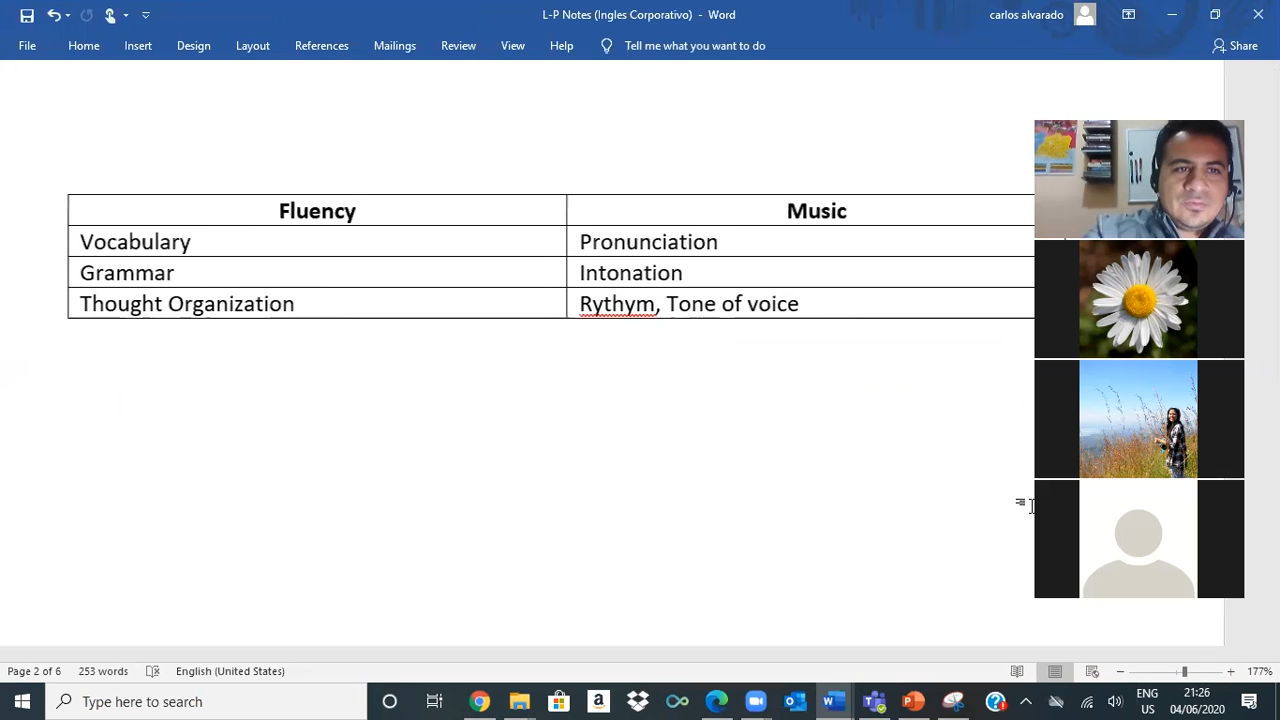 L-P Notes (Ingles Corporativo) - Word
carlos alvarado
File Home Insert Design Layout References Mailings Review View Help Tell me what you want to do Share
Fluency Music
Vocabulary Pronunciation
Grammar Intonation
Thought Organization Rythym, Tone of voice
Page 2 of 6 253 words English (United States) 177%
Type here to search
ENG 21:26
US 04/06/2020